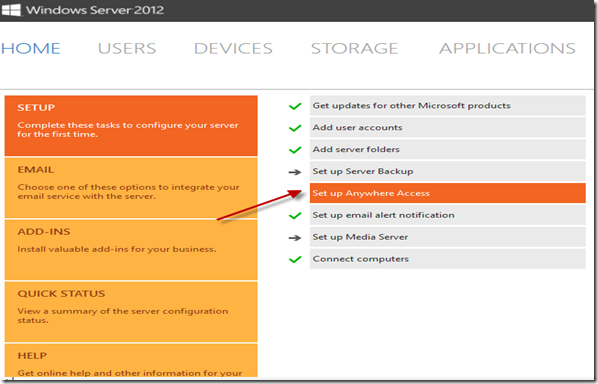 Windows Server 2012
HOME USERS DEVICES STORAGE APPLICATIONS
SETUP
Complete these tasks to configure your server
for the first time.
EMAIL
Choose one of these options to integrate your
email service with the server.
ADD-INS
Install valuable add-ins for your business.
QUICK STATUS
View a summary of the server configuration
status.
HELP
Get online help and other information for your
Get updates for other Microsoft products
Add user accounts
Add server folders
Set up Server Backup
Set up Anywhere Access
Set up email alert notification
Set up Media Server
Connect computers